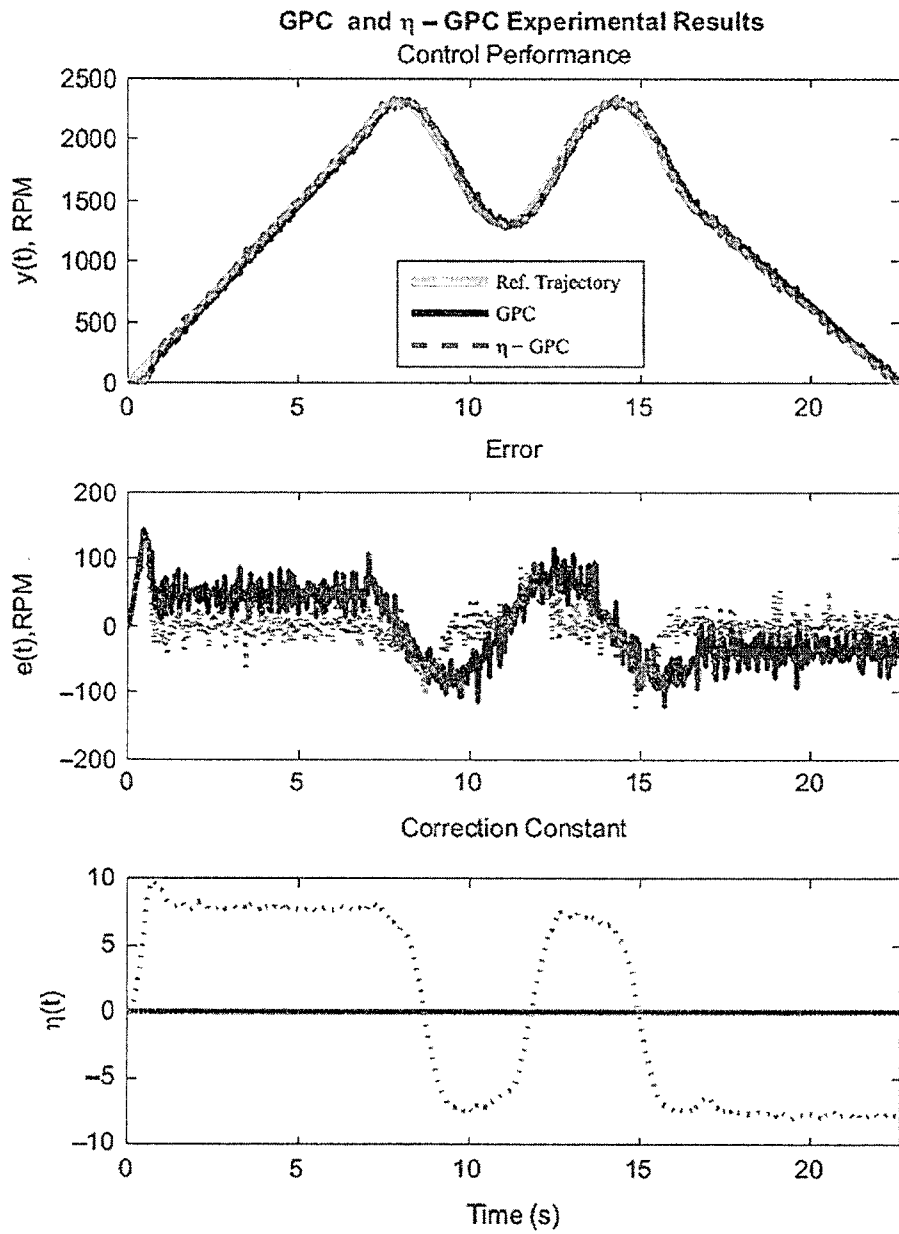 GPC and η – GPC Experimental Results
Control Performance
2500
2000
1500
1000
500
0
y(t), RPM
Ref. Trajectory
GPC
η – GPC
0 5 10 15 20
Error
200
100
0
–100
–200
e(t),RPM
0 5 10 15 20
Correction Constant
10
5
0
–5
–10
η(t)
0 5 10 15 20
Time (s)